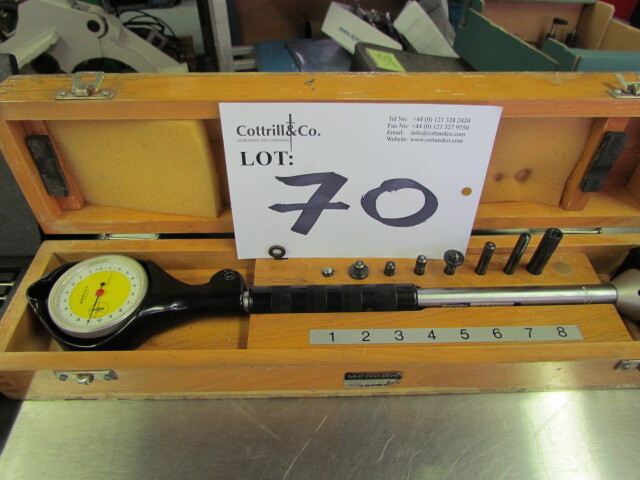 Cottrill&Co.
Tel No: +44 (0) 121 328 2424
Fax No: +44 (0) 121 327 9550
Email: info@cottandco.com
Website: www.cottandco.com
LOT:
70
1 2 3 4 5 6 7 8